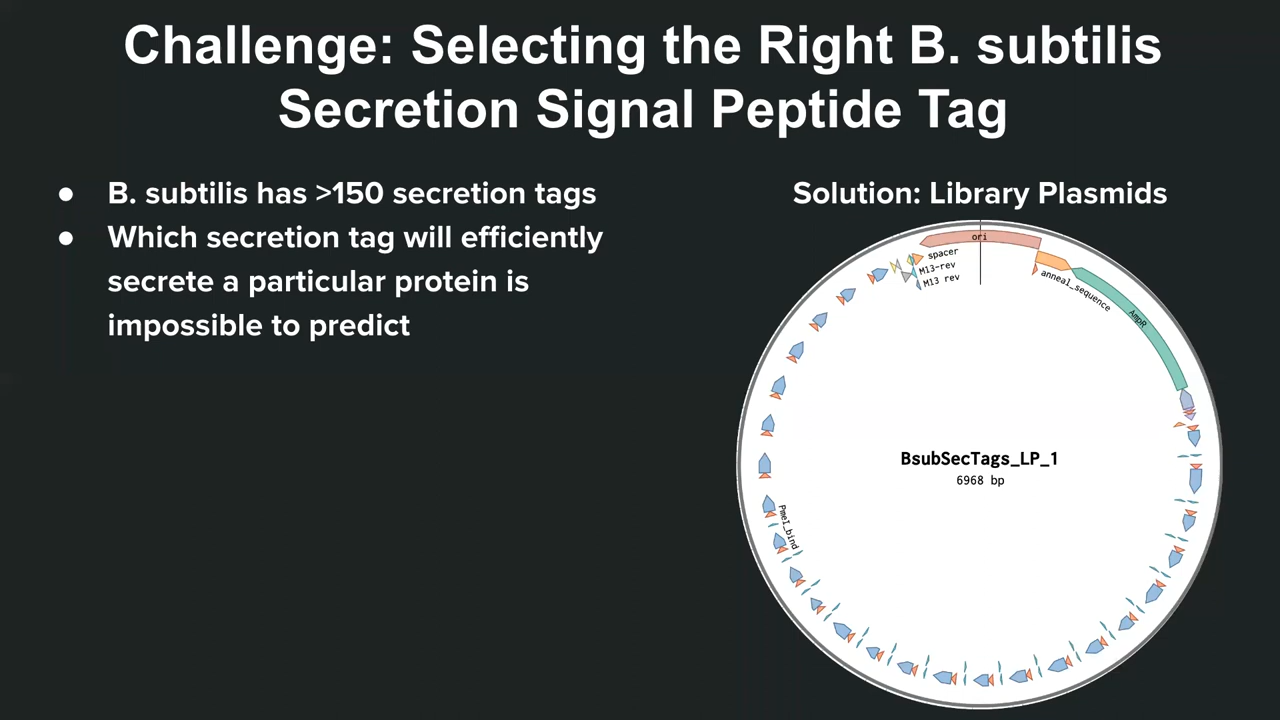 Challenge: Selecting the Right B. subtilis
Secretion Signal Peptide Tag
● B. subtilis has >150 secretion tags
● Which secretion tag will efficiently
secrete a particular protein is
impossible to predict
Solution: Library Plasmids
ori
spacer
M13-rev
M13 rev
anneal_sequence
AmpR
BsubSecTags_LP_1
6968 bp
PmeI_bind